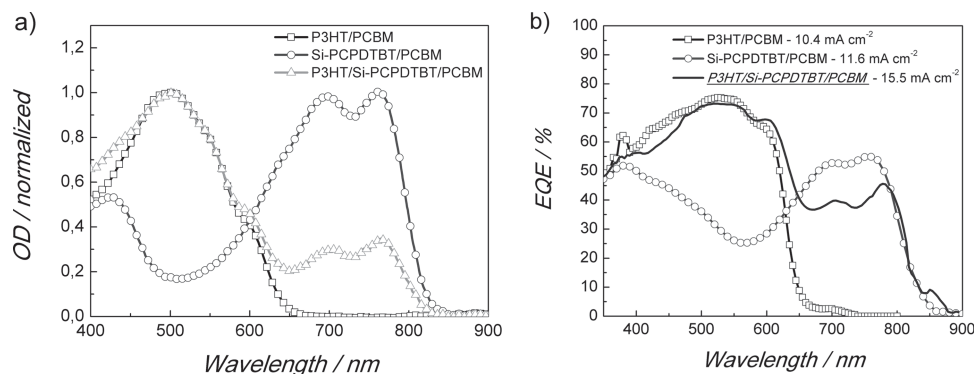 a)
1,2
1,0
0,8
0,6
0,4
0,2
0,0
OD / normalized
P3HT/PCBM
Si-PCPDTBT/PCBM
P3HT/Si-PCPDTBT/PCBM
400 500 600 700 800 900
Wavelength / nm
b)
100
90
80
70
60
50
40
30
20
10
0
EQE / %
P3HT/PCBM - 10.4 mA cm-2
Si-PCPDTBT/PCBM - 11.6 mA cm-2
P3HT/Si-PCPDTBT/PCBM - 15.5 mA cm-2
400 500 600 700 800 900
Wavelength / nm